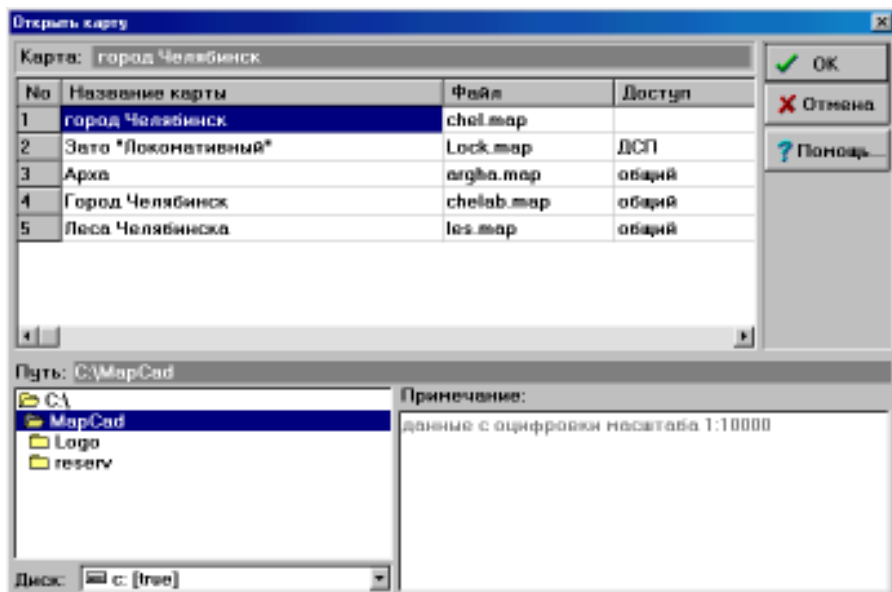 Открыть карту
Карта: город Челябинск
OK
Отмена
Помощь...
No Название карты Файл Доступ
1 город Челябинск chel.map
2 Зато "Локомативный" Lock.map ДСП
3 Арха argha.map общий
4 Город Челябинск chelab.map общий
5 Леса Челябинска les.map общий
Путь: C:\MapCad
C:\
MapCad
Logo
reserv
Диск: c: [true]
Примечание:
данные с оцифровки масштаба 1:10000